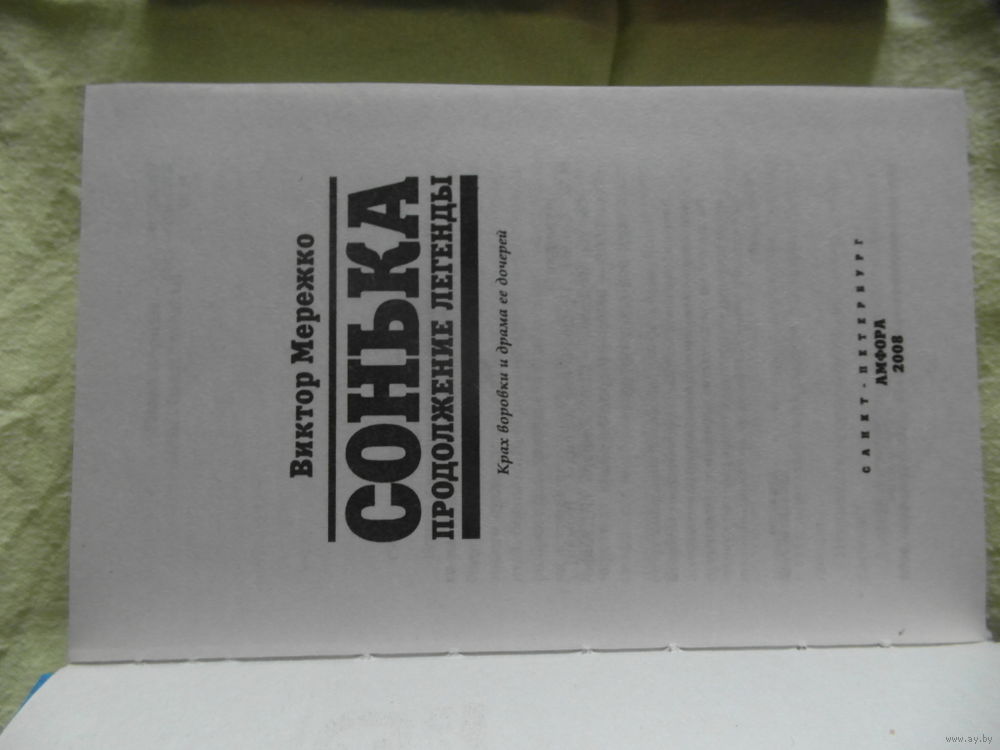 Виктор Мережко
СОНЬКА
ПРОДОЛЖЕНИЕ ЛЕГЕНДЫ
Крах воровки и драма ее дочерей
САНКТ-ПЕТЕРБУРГ
АМФОРА
2008
www.ay.by